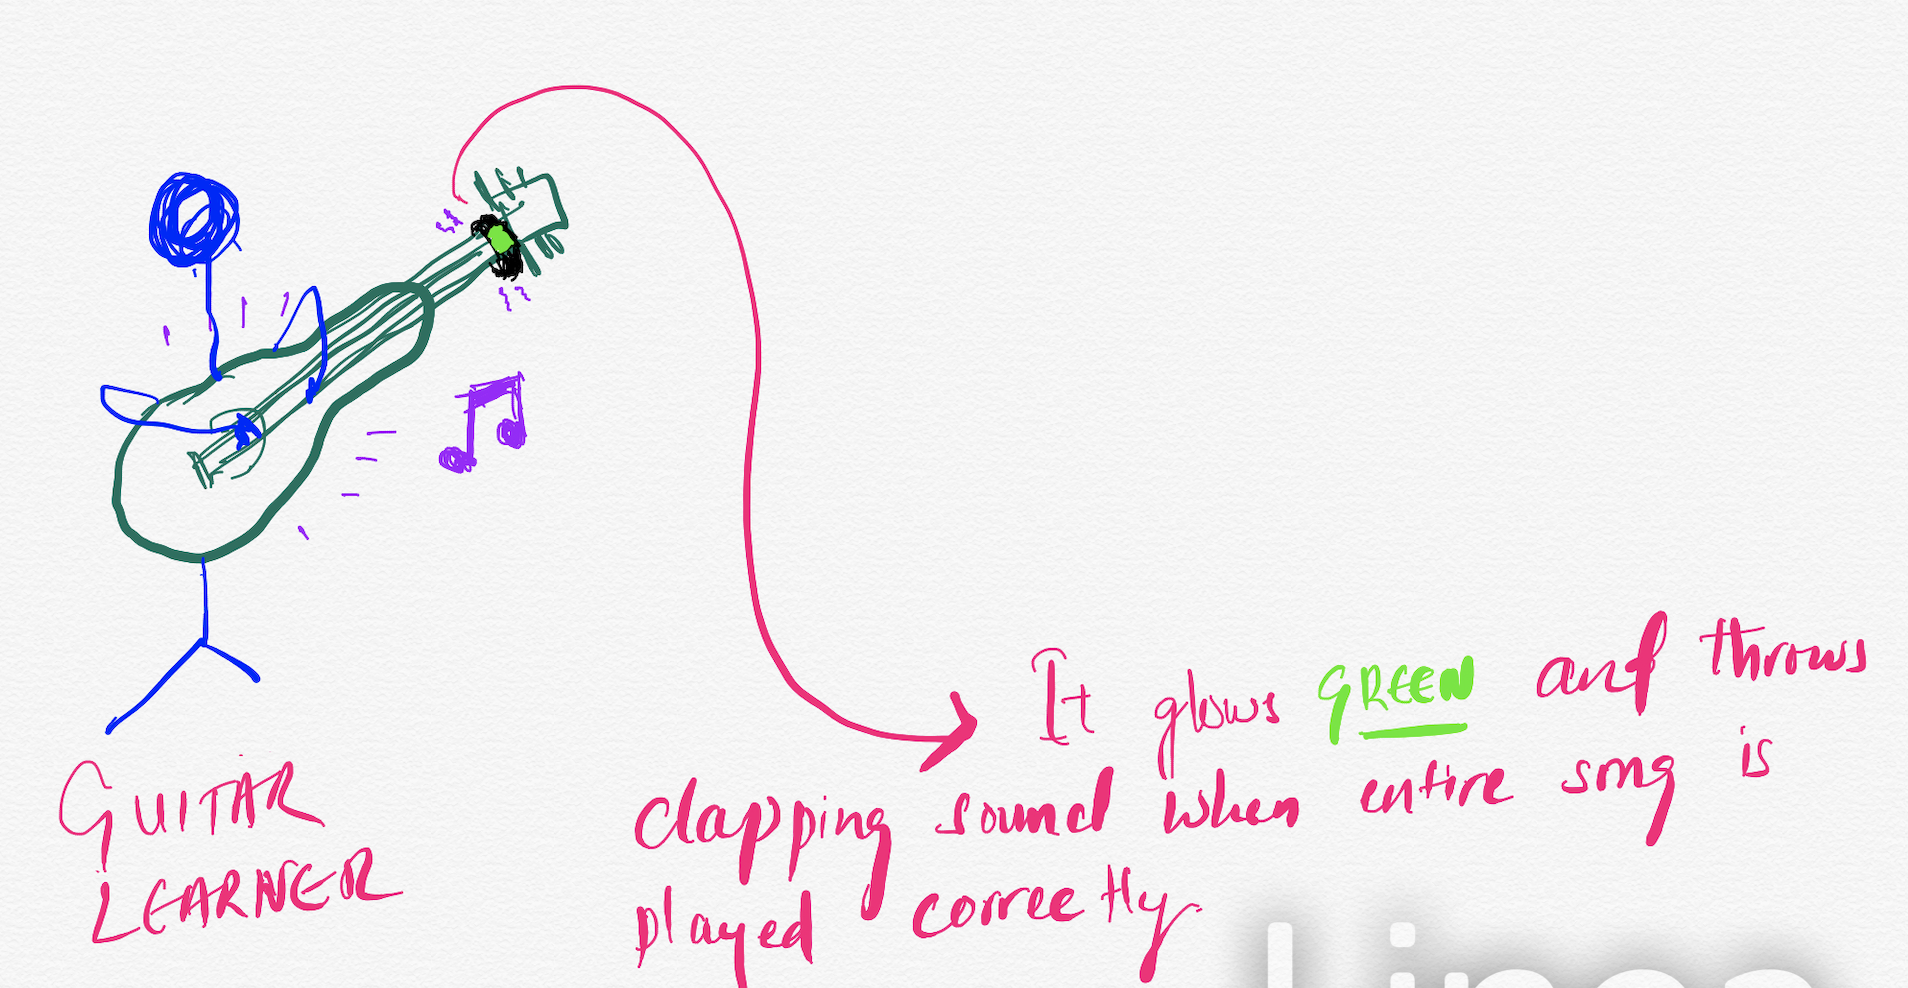 GUITAR
LEARNER
It glows GREEN and throws
clapping sound when entire song is
played correctly.